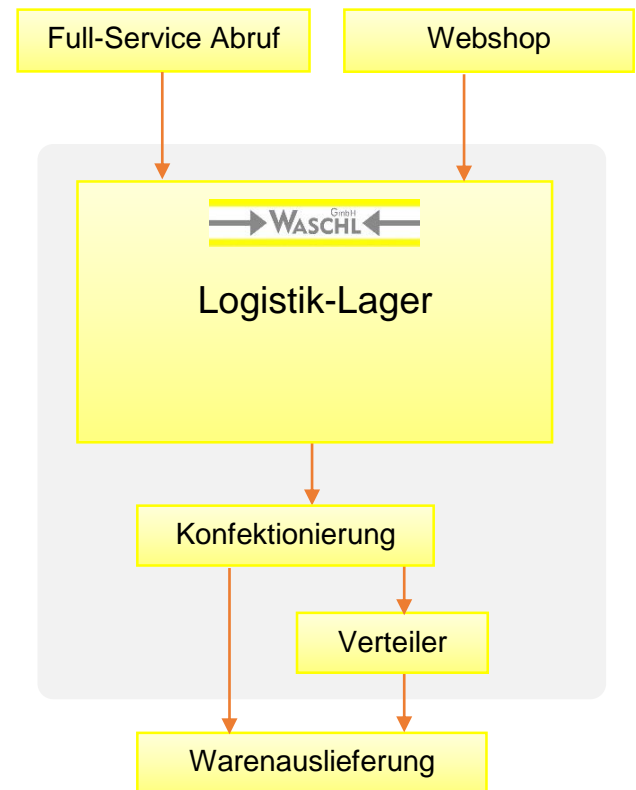 Full-Service Abruf
Webshop
WASCHL GmbH
Logistik-Lager
Konfektionierung
Verteiler
Warenauslieferung